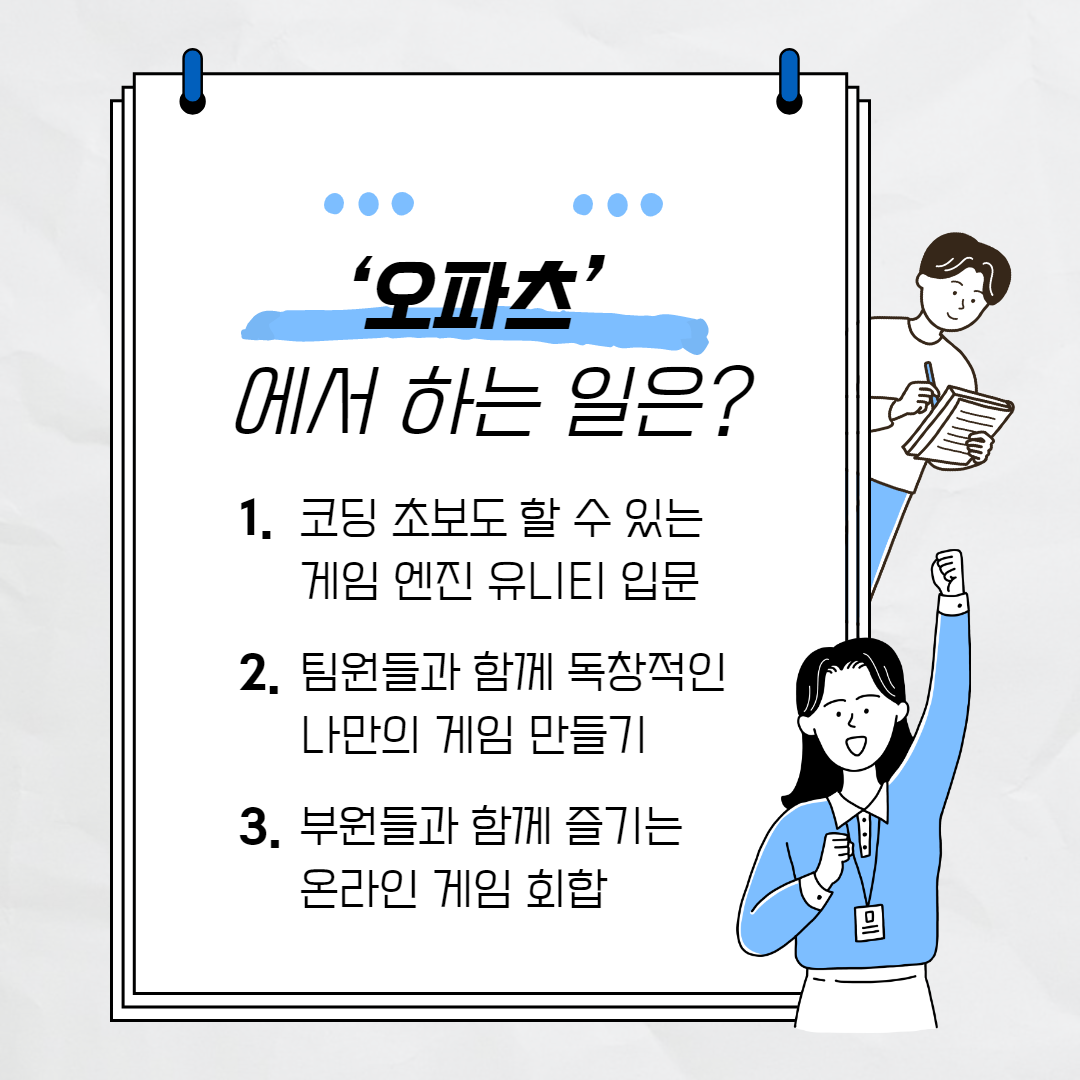 ‘오파츠’
에서 하는 일은?
1. 코딩 초보도 할 수 있는
게임 엔진 유니티 입문
2. 팀원들과 함께 독창적인
나만의 게임 만들기
3. 부원들과 함께 즐기는
온라인 게임 회합